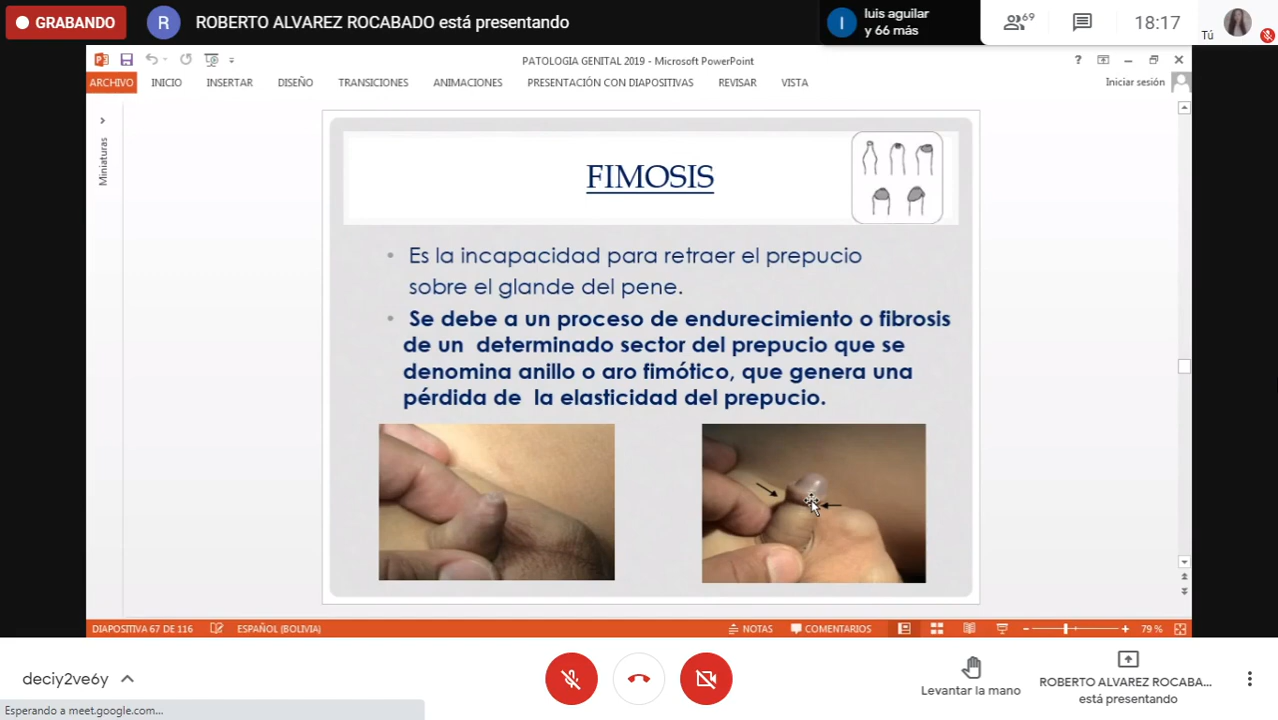 GRABANDO
R
ROBERTO ALVAREZ ROCABADO está presentando
I
luis aguilar
y 66 más
69
18:17
Tú
PATOLOGIA GENITAL 2019 - Microsoft PowerPoint
?
ARCHIVO
INICIO
INSERTAR
DISEÑO
TRANSICIONES
ANIMACIONES
PRESENTACIÓN CON DIAPOSITIVAS
REVISAR
VISTA
Iniciar sesión
Miniaturas
FIMOSIS
• Es la incapacidad para retraer el prepucio
sobre el glande del pene.
• Se debe a un proceso de endurecimiento o fibrosis
de un determinado sector del prepucio que se
denomina anillo o aro fimótico, que genera una
pérdida de la elasticidad del prepucio.
DIAPOSITIVA 67 DE 116
ESPAÑOL (BOLIVIA)
NOTAS
COMENTARIOS
79 %
deciy2ve6y
Levantar la mano
ROBERTO ALVAREZ ROCABA...
está presentando
Esperando a meet.google.com...